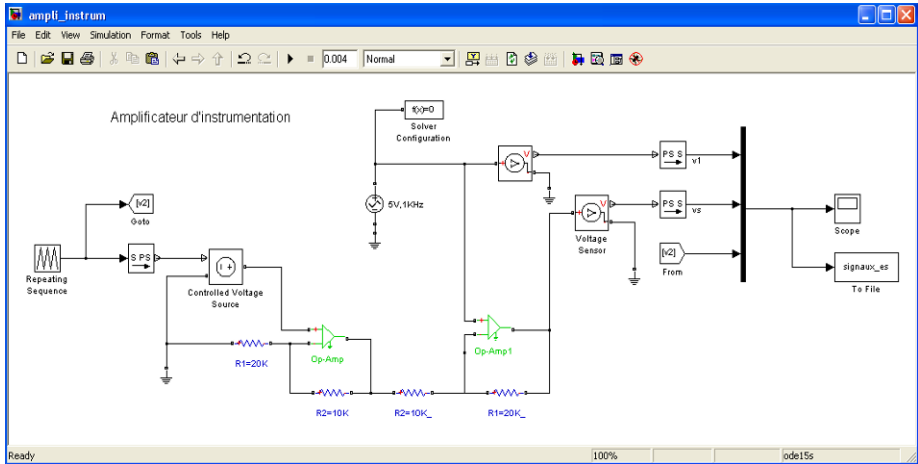 ampli_instrum
File Edit View Simulation Format Tools Help
0.004 Normal
Amplificateur d'instrumentation
f(x)=0
Solver
Configuration
V
PS S
v1
5V,1KHz
[v2]
Goto
V
PS S
vs
Voltage
Sensor
Scope
Repeating
Sequence
S PS
Controlled Voltage
Source
[v2]
From
signaux_es
To File
Op-Amp
Op-Amp1
R1=20K
R2=10K
R2=10K_
R1=20K_
Ready 100% ode15s